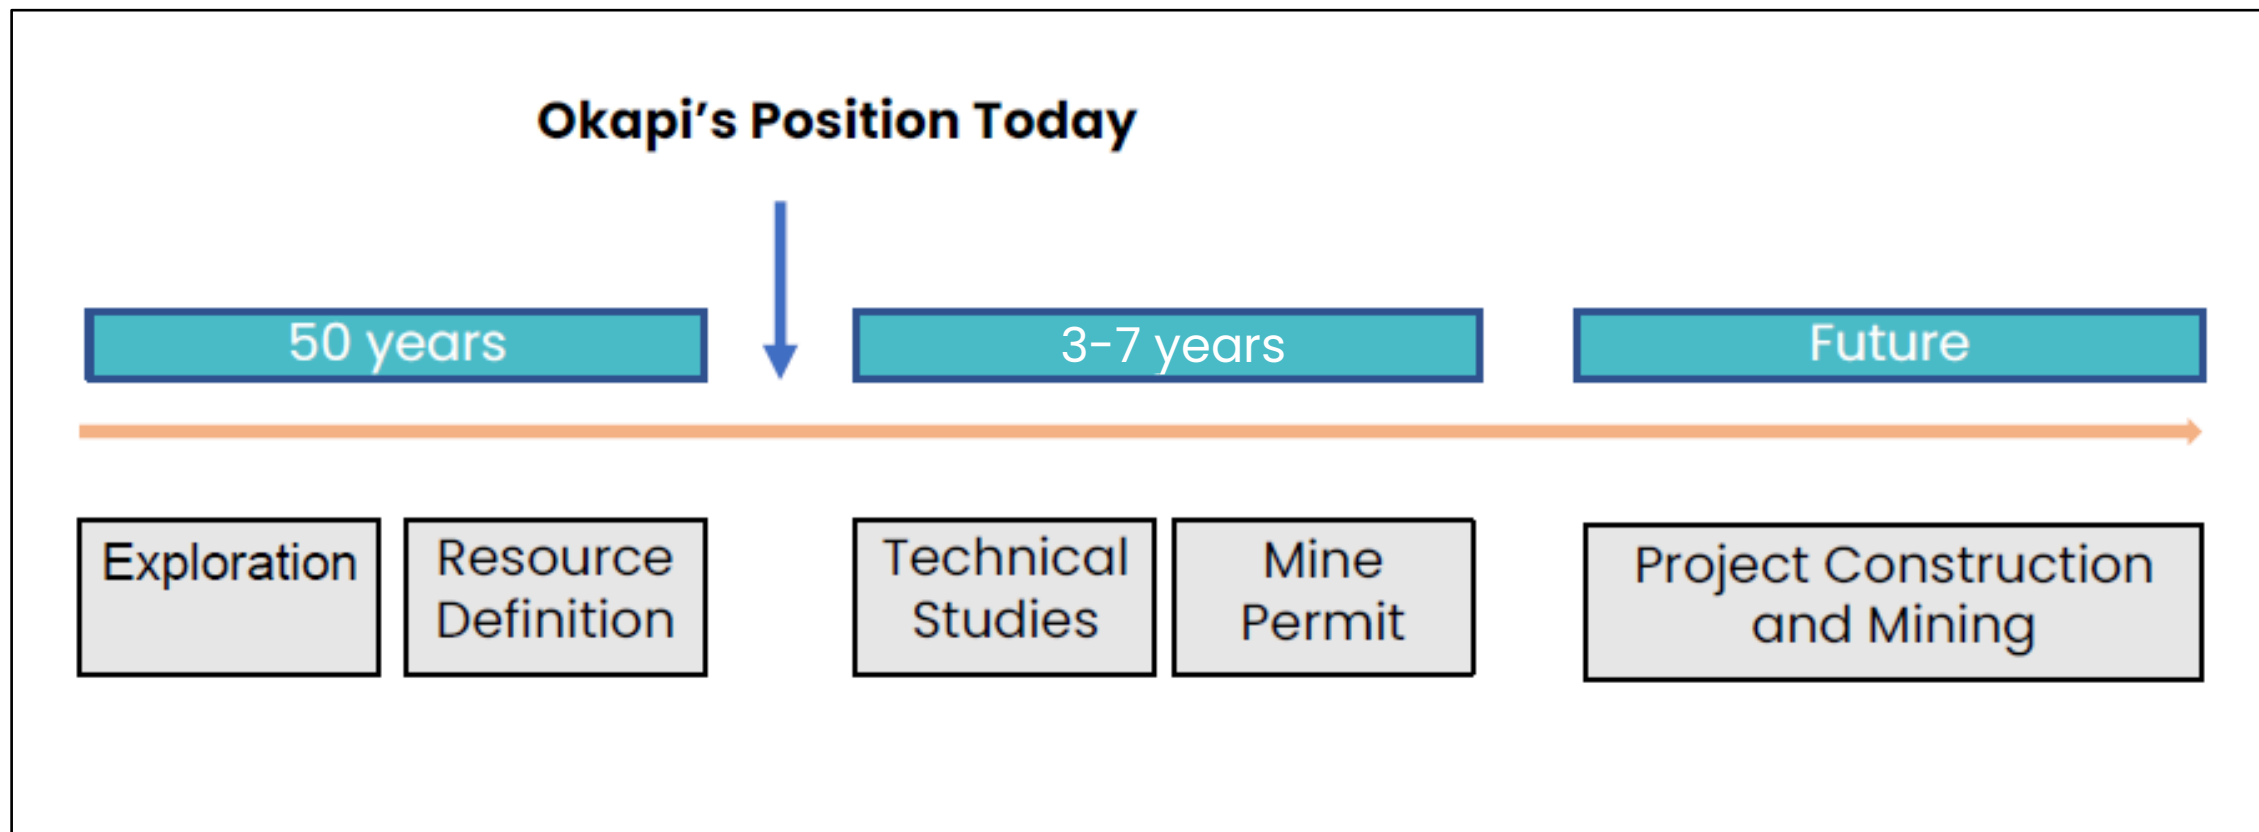 Okapi’s Position Today
50 years
3-7 years
Future
Exploration
Resource
Definition
Technical
Studies
Mine
Permit
Project Construction
and Mining